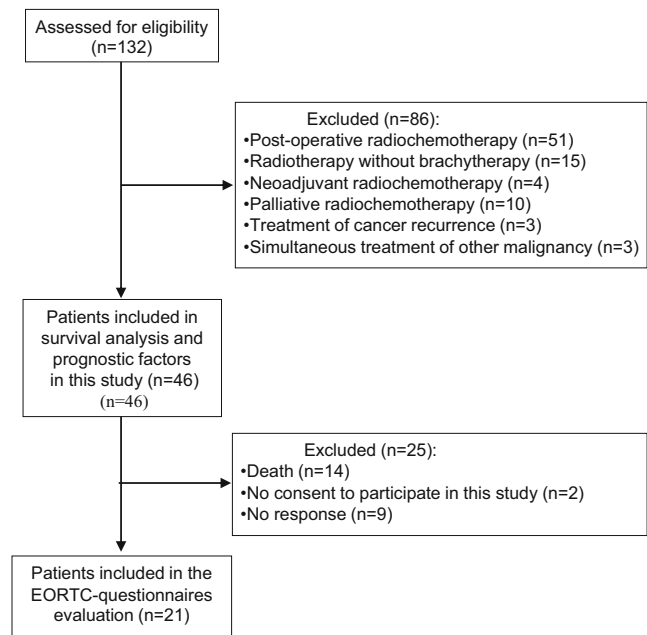 Assessed for eligibility
(n=132)
Excluded (n=86):
•Post-operative radiochemotherapy (n=51)
•Radiotherapy without brachytherapy (n=15)
•Neoadjuvant radiochemotherapy (n=4)
•Palliative radiochemotherapy (n=10)
•Treatment of cancer recurrence (n=3)
•Simultaneous treatment of other malignancy (n=3)
Patients included in
survival analysis and
prognostic factors
in this study (n=46)
(n=46)
Excluded (n=25):
•Death (n=14)
•No consent to participate in this study (n=2)
•No response (n=9)
Patients included in the
EORTC-questionnaires
evaluation (n=21)